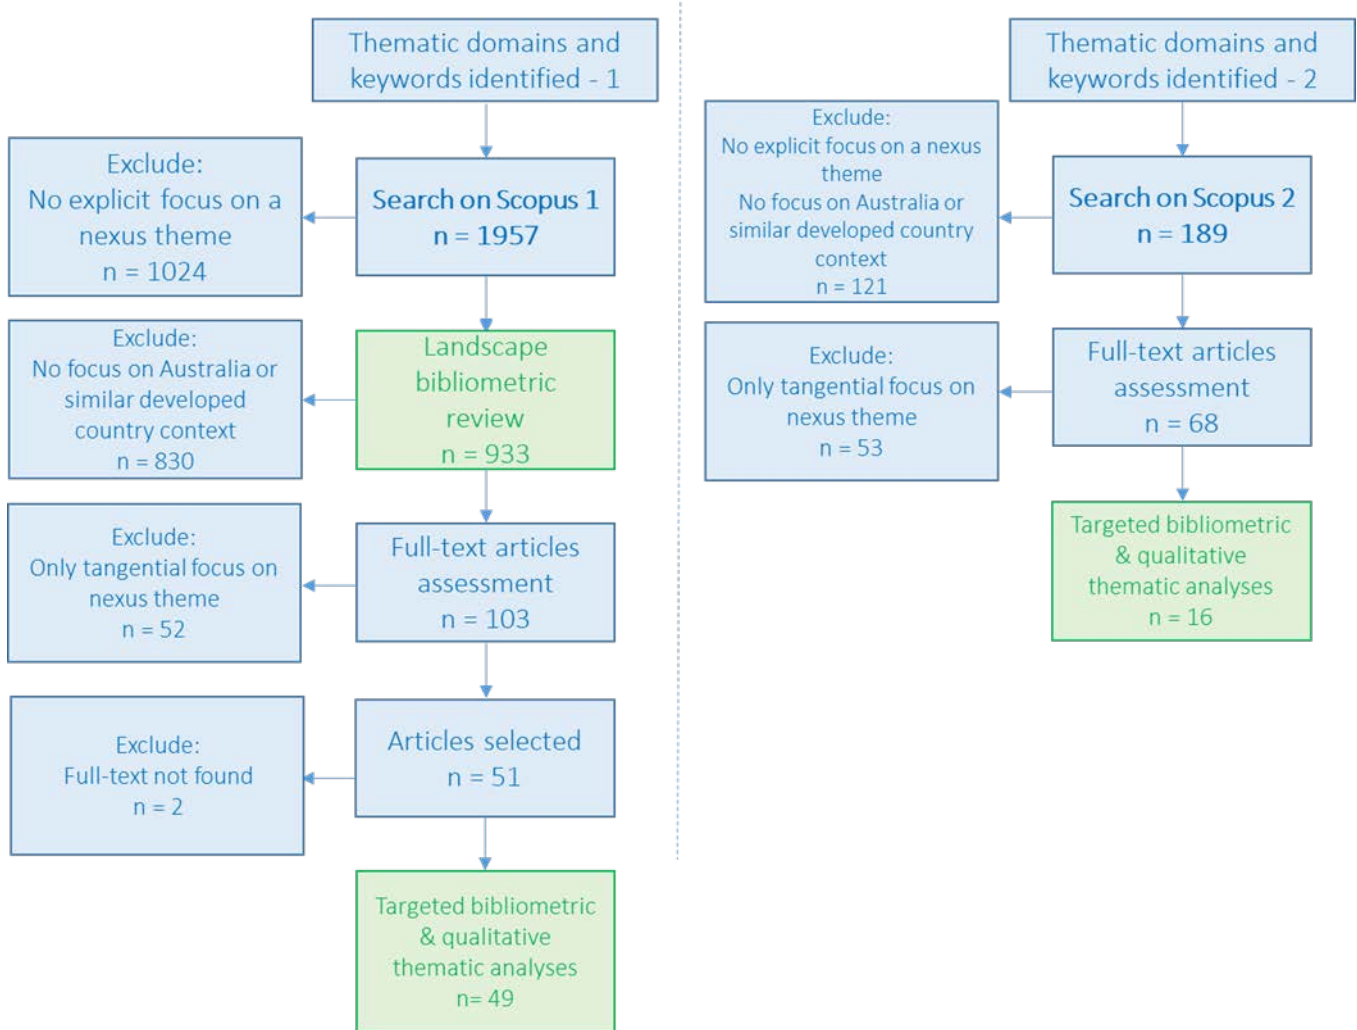 Thematic domains and
keywords identified - 1
Exclude:
No explicit focus on a
nexus theme
n = 1024
Search on Scopus 1
n = 1957
Exclude:
No focus on Australia or
similar developed
country context
n = 830
Landscape
bibliometric
review
n = 933
Exclude:
Only tangential focus on
nexus theme
n = 52
Full-text articles
assessment
n = 103
Exclude:
Full-text not found
n = 2
Articles selected
n = 51
Targeted bibliometric
& qualitative
thematic analyses
n= 49
Thematic domains and
keywords identified - 2
Exclude:
No explicit focus on a nexus
theme
No focus on Australia or
similar developed country
context
n = 121
Search on Scopus 2
n = 189
Exclude:
Only tangential focus on
nexus theme
n = 53
Full-text articles
assessment
n = 68
Targeted bibliometric
& qualitative
thematic analyses
n = 16